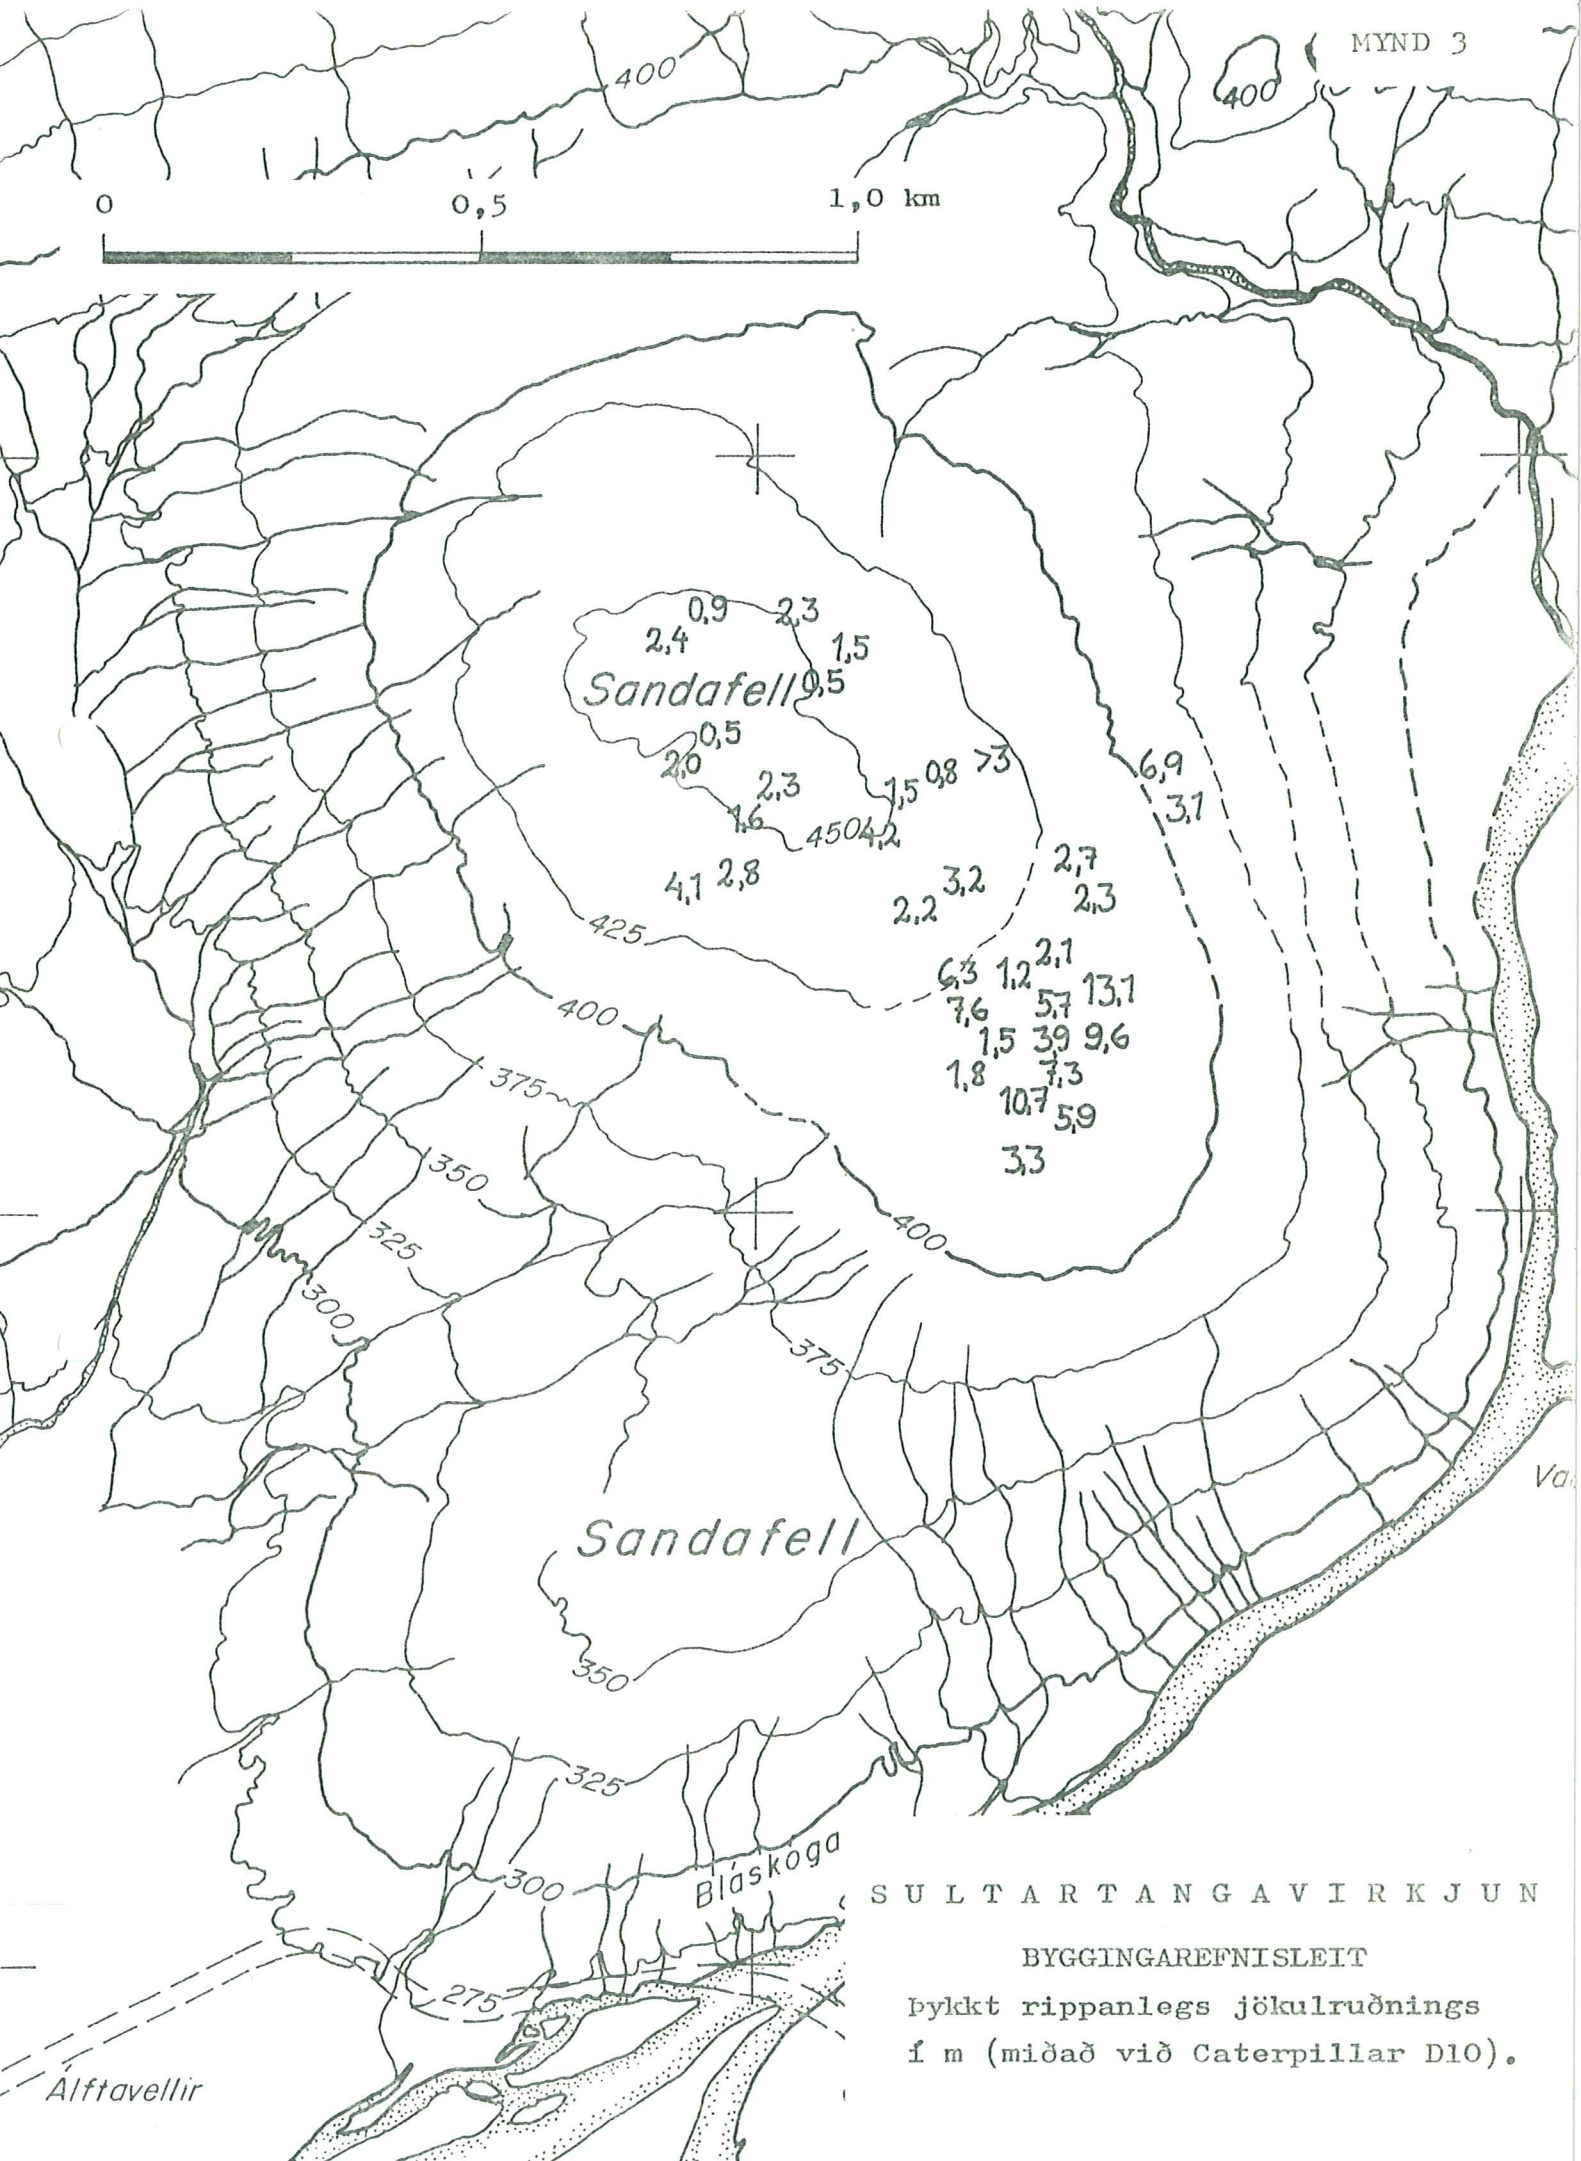 MYND 3
400
400
0 0,5 1,0 km
0,9 2,3
2,4 1,5
Sandafell 0,5
0,5
2,0
6,9
2,3 1,5 0,8 >3
3,1
1,6
450 4,2
2,7
4,1 2,8 3,2
2,2 2,3
425
2,1
6,3 1,2
13,1
7,6 5,7
400
1,5 3,9 9,6
375
1,8 7,3
10,7 5,9
350
3,3
325
400
300
375
Sandafell
350
325
300
Bláskóga
275
Álftavellir
SULTARTANGAVIRKJUN
BYGGINGAREFNISLEIT
Þykkt rippanlegs jökulruðnings
í m (miðað við Caterpillar D10).